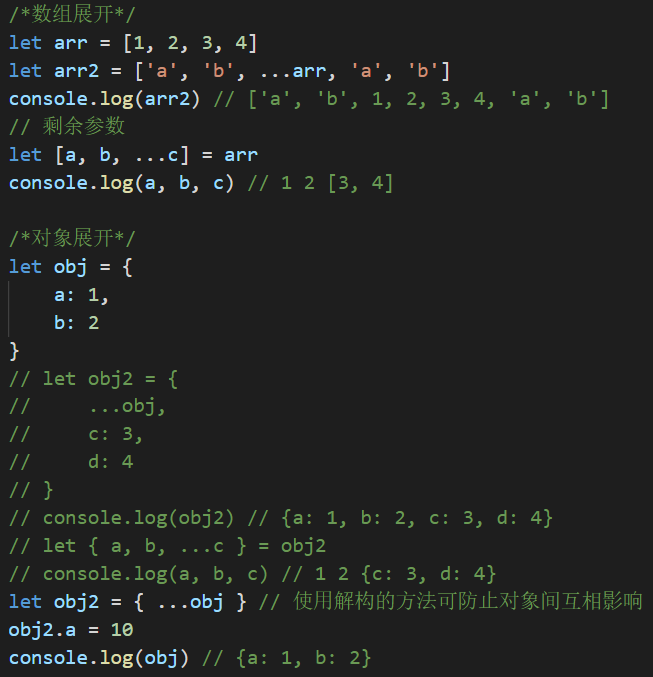 /*数组展开*/
let arr = [1, 2, 3, 4]
let arr2 = ['a', 'b', ...arr, 'a', 'b']
console.log(arr2) // ['a', 'b', 1, 2, 3, 4, 'a', 'b']
// 剩余参数
let [a, b, ...c] = arr
console.log(a, b, c) // 1 2 [3, 4]

/*对象展开*/
let obj = {
    a: 1,
    b: 2
}
// let obj2 = {
//     ...obj,
//     c: 3,
//     d: 4
// }
// console.log(obj2) // {a: 1, b: 2, c: 3, d: 4}
// let { a, b, ...c } = obj2
// console.log(a, b, c) // 1 2 {c: 3, d: 4}
let obj2 = { ...obj } // 使用解构的方法可防止对象间互相影响
obj2.a = 10
console.log(obj) // {a: 1, b: 2}